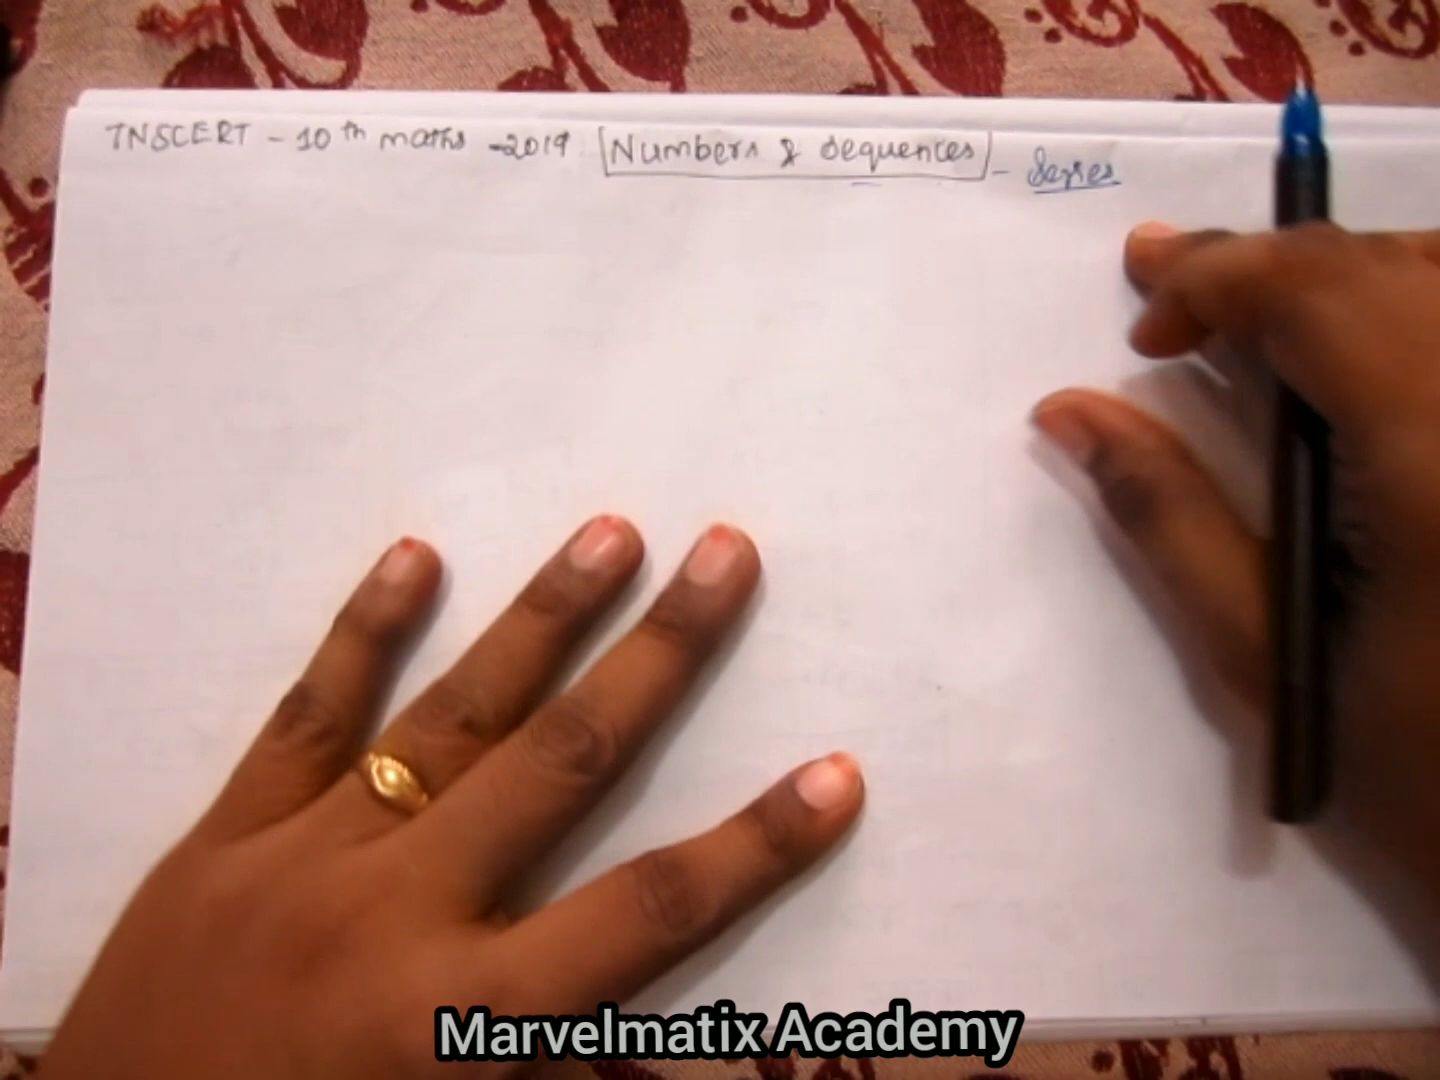 TNSCERT - 10th maths -2019 Numbers & Sequences - Series
Marvelmatix Academy